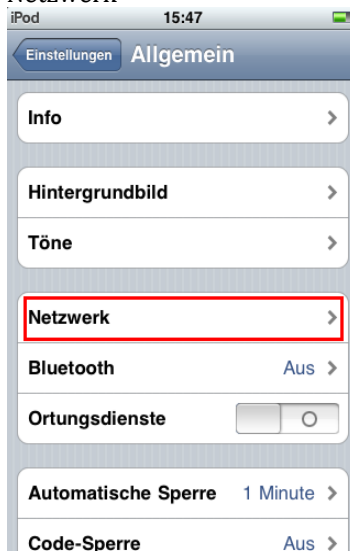 Netzwerk
iPod 15:47
Einstellungen Allgemein
Info
Hintergrundbild
Töne
Netzwerk
Bluetooth Aus
Ortungsdienste
Automatische Sperre 1 Minute
Code-Sperre Aus